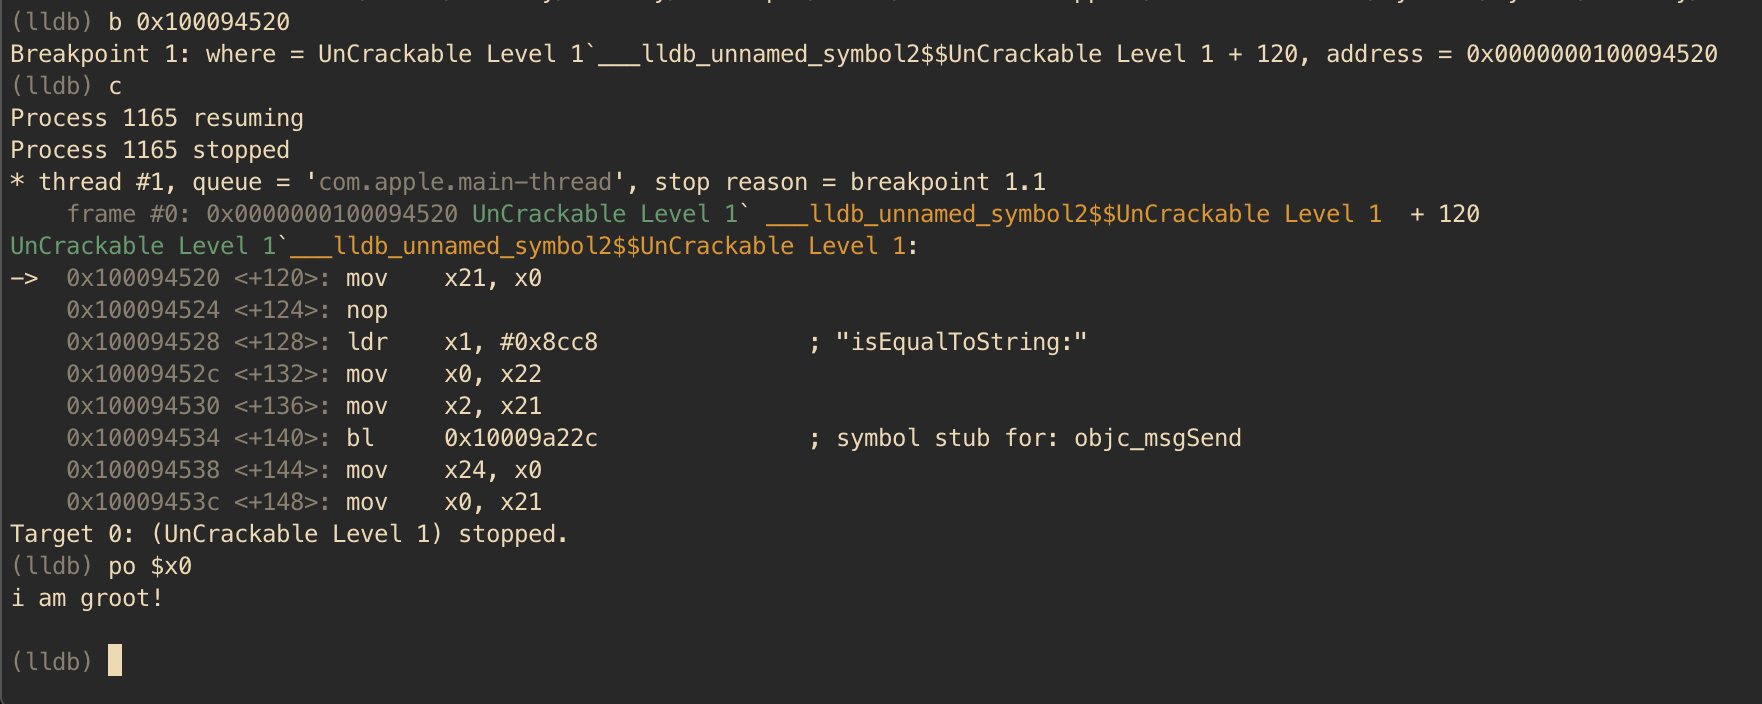 (lldb) b 0x100094520
Breakpoint 1: where = UnCrackable Level 1`___lldb_unnamed_symbol2$$UnCrackable Level 1 + 120, address = 0x0000000100094520
(lldb) c
Process 1165 resuming
Process 1165 stopped
* thread #1, queue = 'com.apple.main-thread', stop reason = breakpoint 1.1
    frame #0: 0x0000000100094520 UnCrackable Level 1` ___lldb_unnamed_symbol2$$UnCrackable Level 1  + 120
UnCrackable Level 1`___lldb_unnamed_symbol2$$UnCrackable Level 1:
->  0x100094520 <+120>: mov    x21, x0
    0x100094524 <+124>: nop
    0x100094528 <+128>: ldr    x1, #0x8cc8               ; "isEqualToString:"
    0x10009452c <+132>: mov    x0, x22
    0x100094530 <+136>: mov    x2, x21
    0x100094534 <+140>: bl     0x10009a22c               ; symbol stub for: objc_msgSend
    0x100094538 <+144>: mov    x24, x0
    0x10009453c <+148>: mov    x0, x21
Target 0: (UnCrackable Level 1) stopped.
(lldb) po $x0
i am groot!
(lldb)